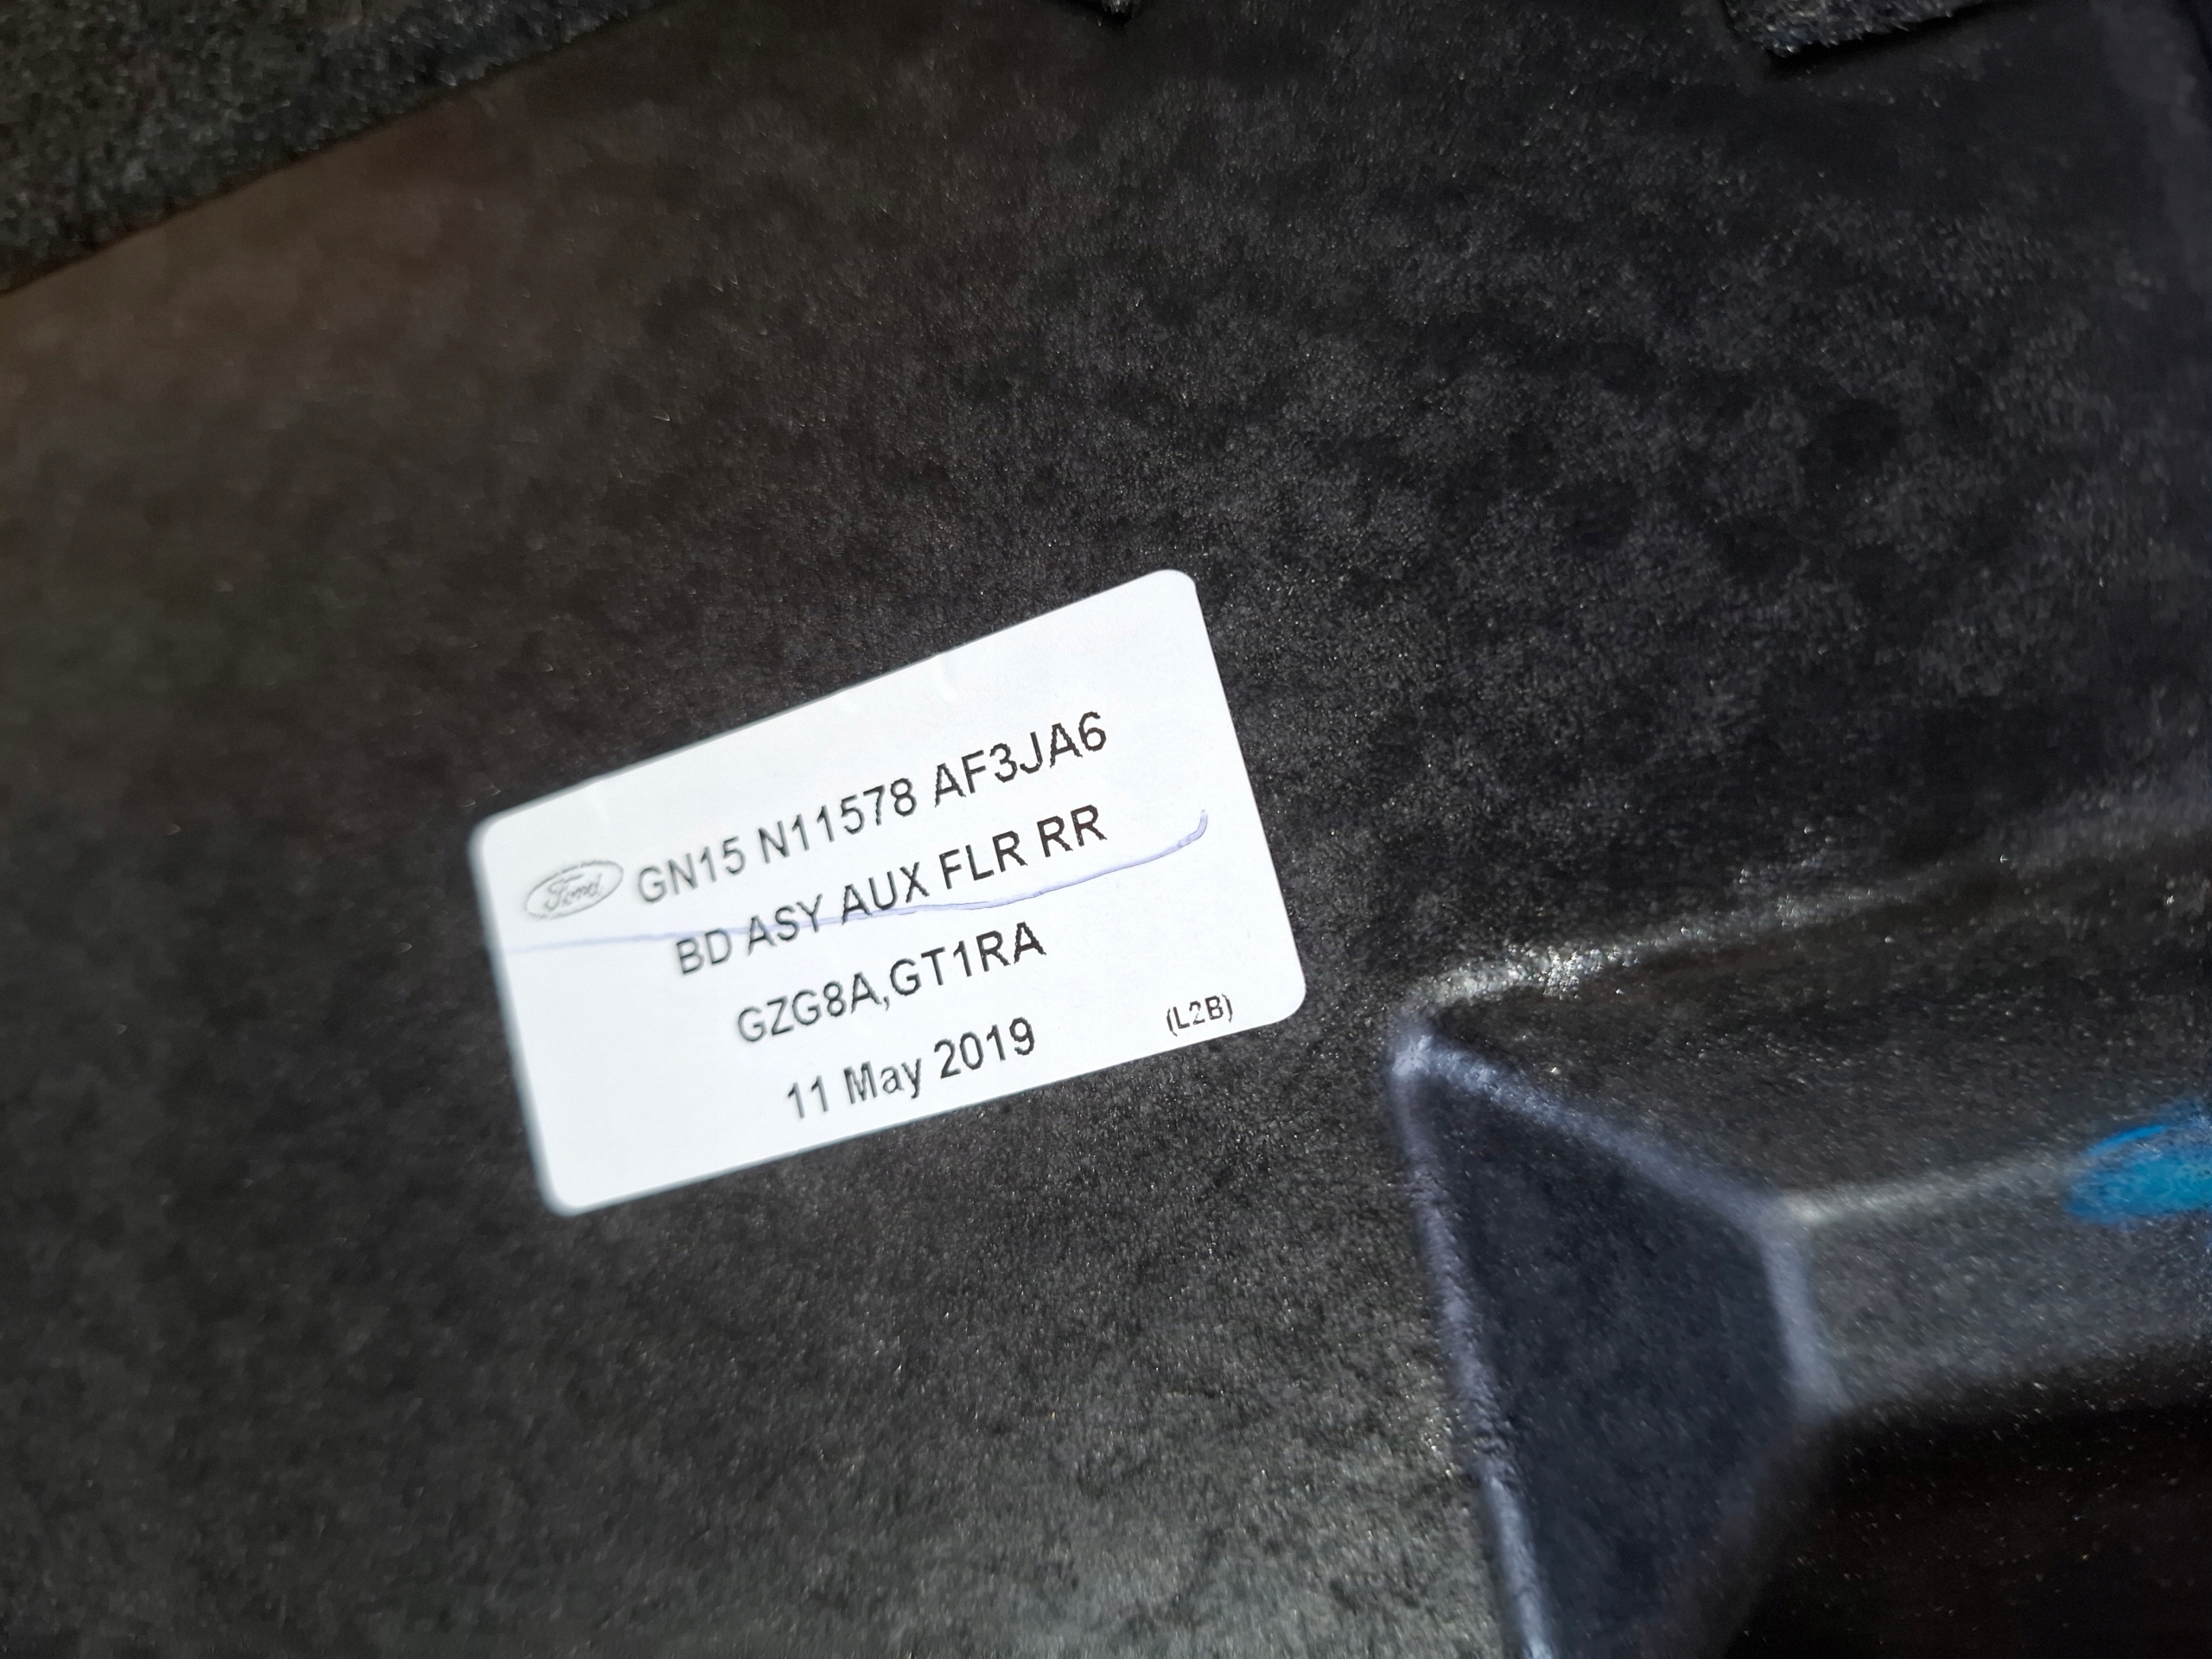 Ford GN15 N11578 AF3JA6
BD ASY AUX FLR RR
GZG8A,GT1RA
11 May 2019 (L2B)